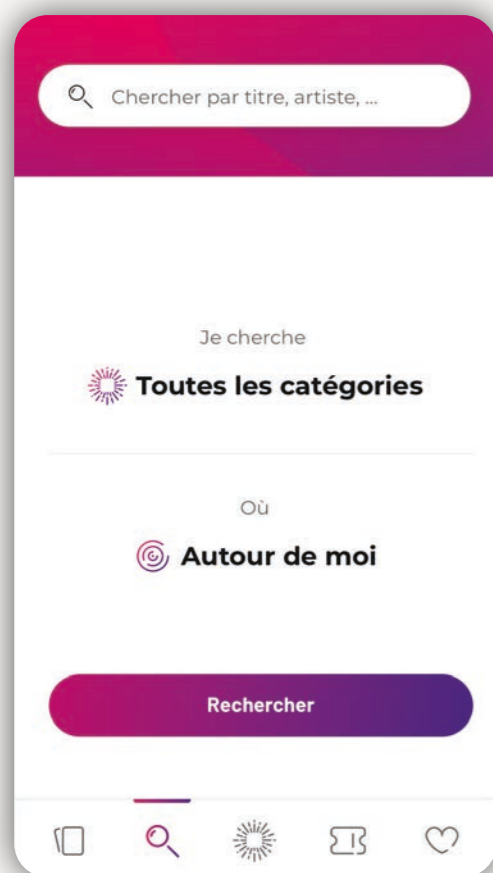 Chercher par titre, artiste, ...
Je cherche
Toutes les catégories
Où
Autour de moi
Rechercher